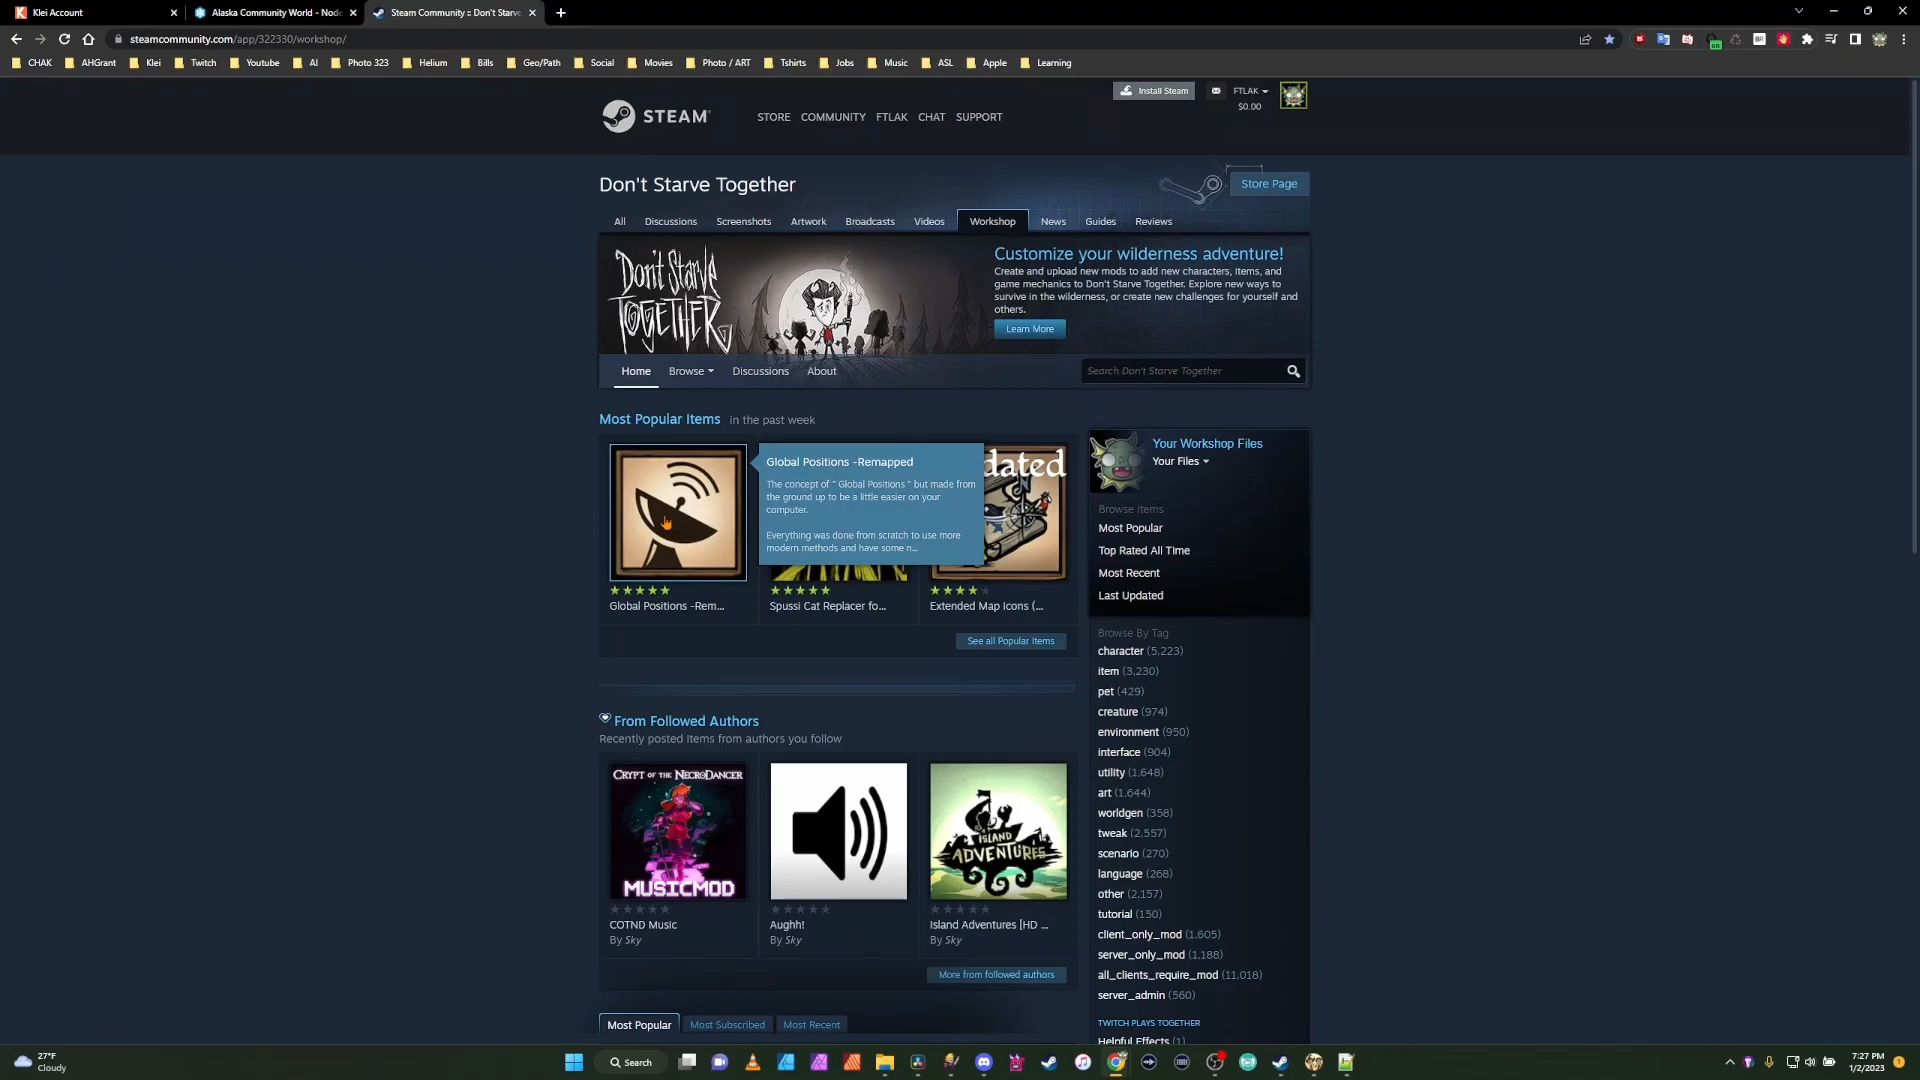 Klei Account
Alaska Community World - Node
Steam Community :: Don't Starve
steamcommunity.com/app/322330/workshop/
CHAK
AHGrant
Klei
Twitch
Youtube
AI
Photo 323
Helium
Bills
Geo/Path
Social
Movies
Photo / ART
Tshirts
Jobs
Music
ASL
Apple
Learning
Install Steam
FTLAK
$0.00
STEAM
STORE COMMUNITY FTLAK CHAT SUPPORT
Don't Starve Together
Store Page
All Discussions Screenshots Artwork Broadcasts Videos Workshop News Guides Reviews
Don't Starve
TOGETHER
Customize your wilderness adventure!
Create and upload new mods to add new characters, items, and
game mechanics to Don't Starve Together. Explore new ways to
survive in the wilderness, or create new challenges for yourself and
others.
Learn More
Home Browse Discussions About
Search Don't Starve Together
Most Popular Items in the past week
Global Positions -Remapped
The concept of " Global Positions " but made from
the ground up to be a little easier on your
computer.
Everything was done from scratch to use more
modern methods and have some n...
dated
Global Positions -Rem...
Spussi Cat Replacer fo...
Extended Map Icons (...
See all Popular Items
Your Workshop Files
Your Files
Browse Items
Most Popular
Top Rated All Time
Most Recent
Last Updated
Browse By Tag
character (5,223)
item (3,230)
pet (429)
creature (974)
environment (950)
interface (904)
utility (1,648)
art (1,644)
worldgen (358)
tweak (2,557)
scenario (270)
language (268)
other (2,157)
tutorial (150)
client_only_mod (1,605)
server_only_mod (1,188)
all_clients_require_mod (11,018)
server_admin (560)
TWITCH PLAYS TOGETHER
Helpful Effects (1)
From Followed Authors
Recently posted items from authors you follow
CRYPT OF THE NECRODANCER
MUSICMOD
ISLAND
ADVENTURES
COTND Music
By Sky
Aughh!
By Sky
Island Adventures [HD ...
By Sky
More from followed authors
Most Popular Most Subscribed Most Recent
27°F
Cloudy
Search
7:27 PM
1/2/2023